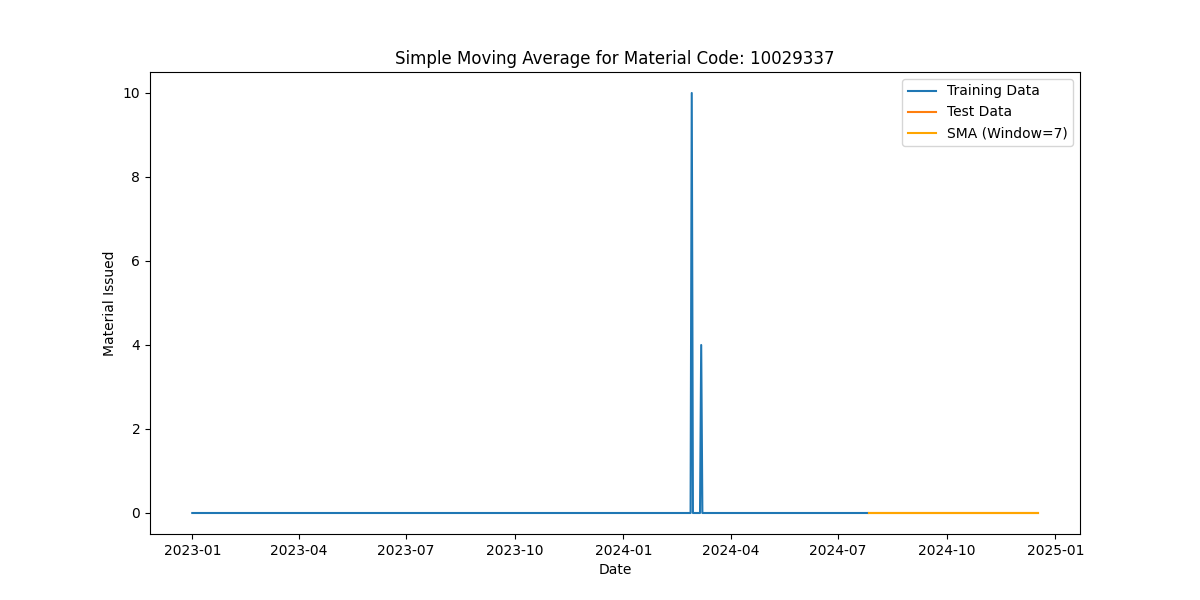 Simple Moving Average for Material Code: 10029337
Training Data
Test Data
SMA (Window=7)
Material Issued
10
8
6
4
2
0
2023-01 2023-04 2023-07 2023-10 2024-01 2024-04 2024-07 2024-10 2025-01
Date